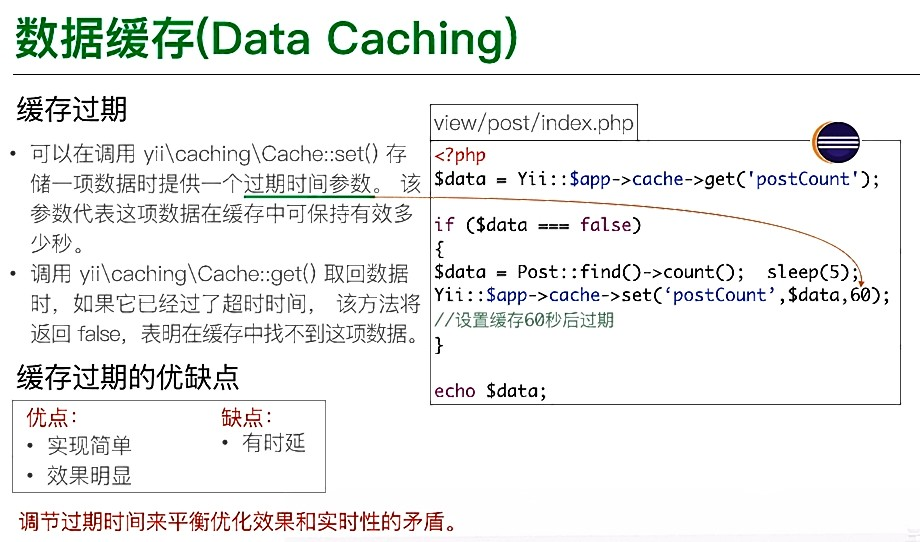 数据缓存(Data Caching)
缓存过期
• 可以在调用 yii\caching\Cache::set() 存
储一项数据时提供一个过期时间参数。 该
参数代表这项数据在缓存中可保持有效多
少秒。
• 调用 yii\caching\Cache::get() 取回数据
时，如果它已经过了超时时间， 该方法将
返回 false，表明在缓存中找不到这项数据。
缓存过期的优缺点
优点：
• 实现简单
• 效果明显
缺点：
• 有时延
调节过期时间来平衡优化效果和实时性的矛盾。
view/post/index.php
<?php
$data = Yii::$app->cache->get('postCount');
if ($data === false)
{
$data = Post::find()->count();  sleep(5);
Yii::$app->cache->set(‘postCount’,$data,60);
//设置缓存60秒后过期
}
echo $data;